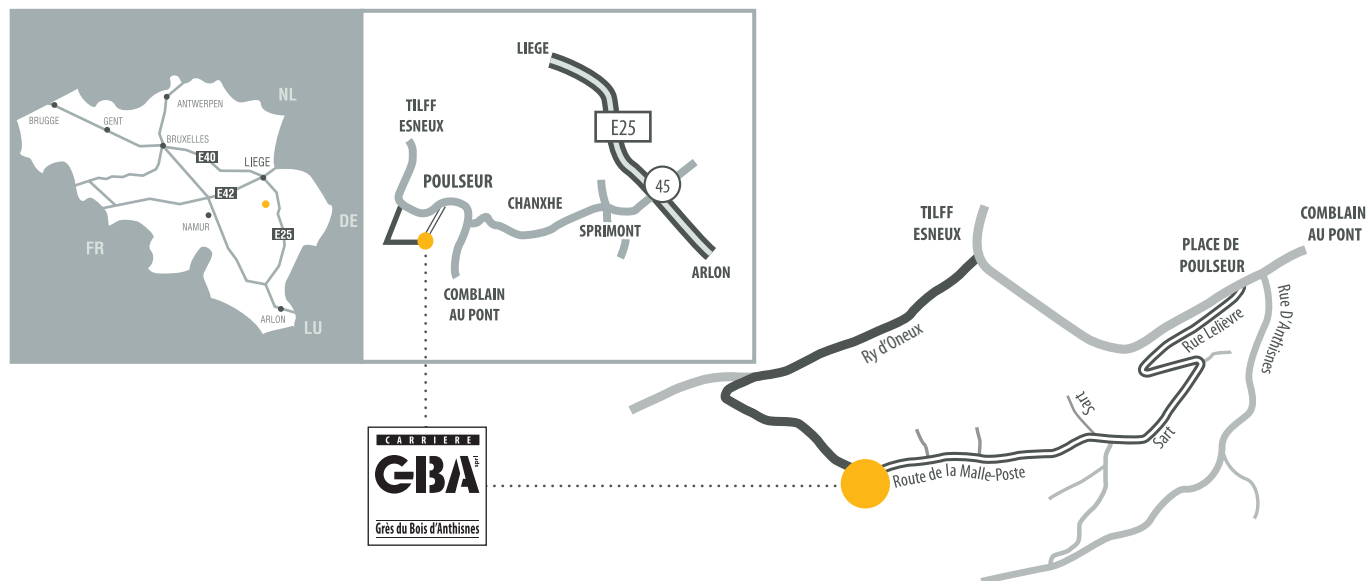 NL
ANTWERPEN
BRUGGE
GENT
BRUXELLES
E40
LIEGE
E42
NAMUR
DE
E25
FR
ARLON
LU
LIEGE
TILFF
ESNEUX
E25
POULSEUR
CHANXHE
45
SPRIMONT
ARLON
COMBLAIN
AU PONT
TILFF
ESNEUX
PLACE DE
POULSEUR
COMBLAIN
AU PONT
Rue Lelièvre
Rue D'Anthisnes
Ry d'Oneux
Sart
Sart
Route de la Malle-Poste
CARRIERE
GBA sprl
Grès du Bois d'Anthisnes